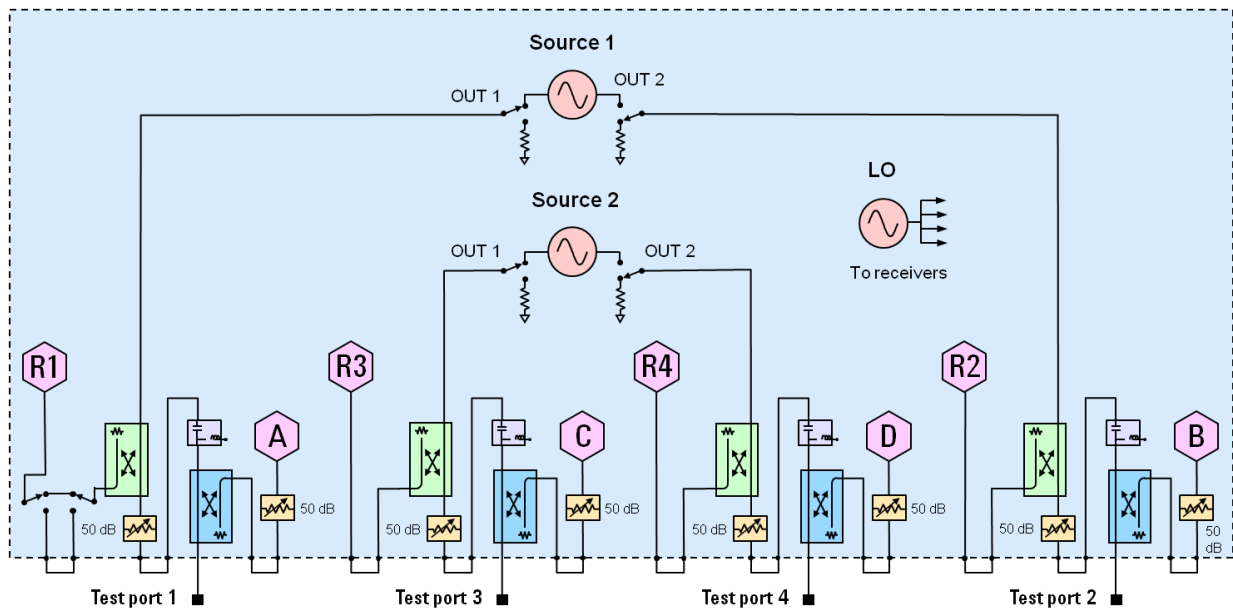 Source 1
OUT 1
OUT 2
LO
Source 2
OUT 1
OUT 2
To receivers
R1
R3
R4
R2
A
C
D
B
50 dB
50 dB
50 dB
50 dB
50 dB
50 dB
50 dB
50
dB
Test port 1
Test port 3
Test port 4
Test port 2